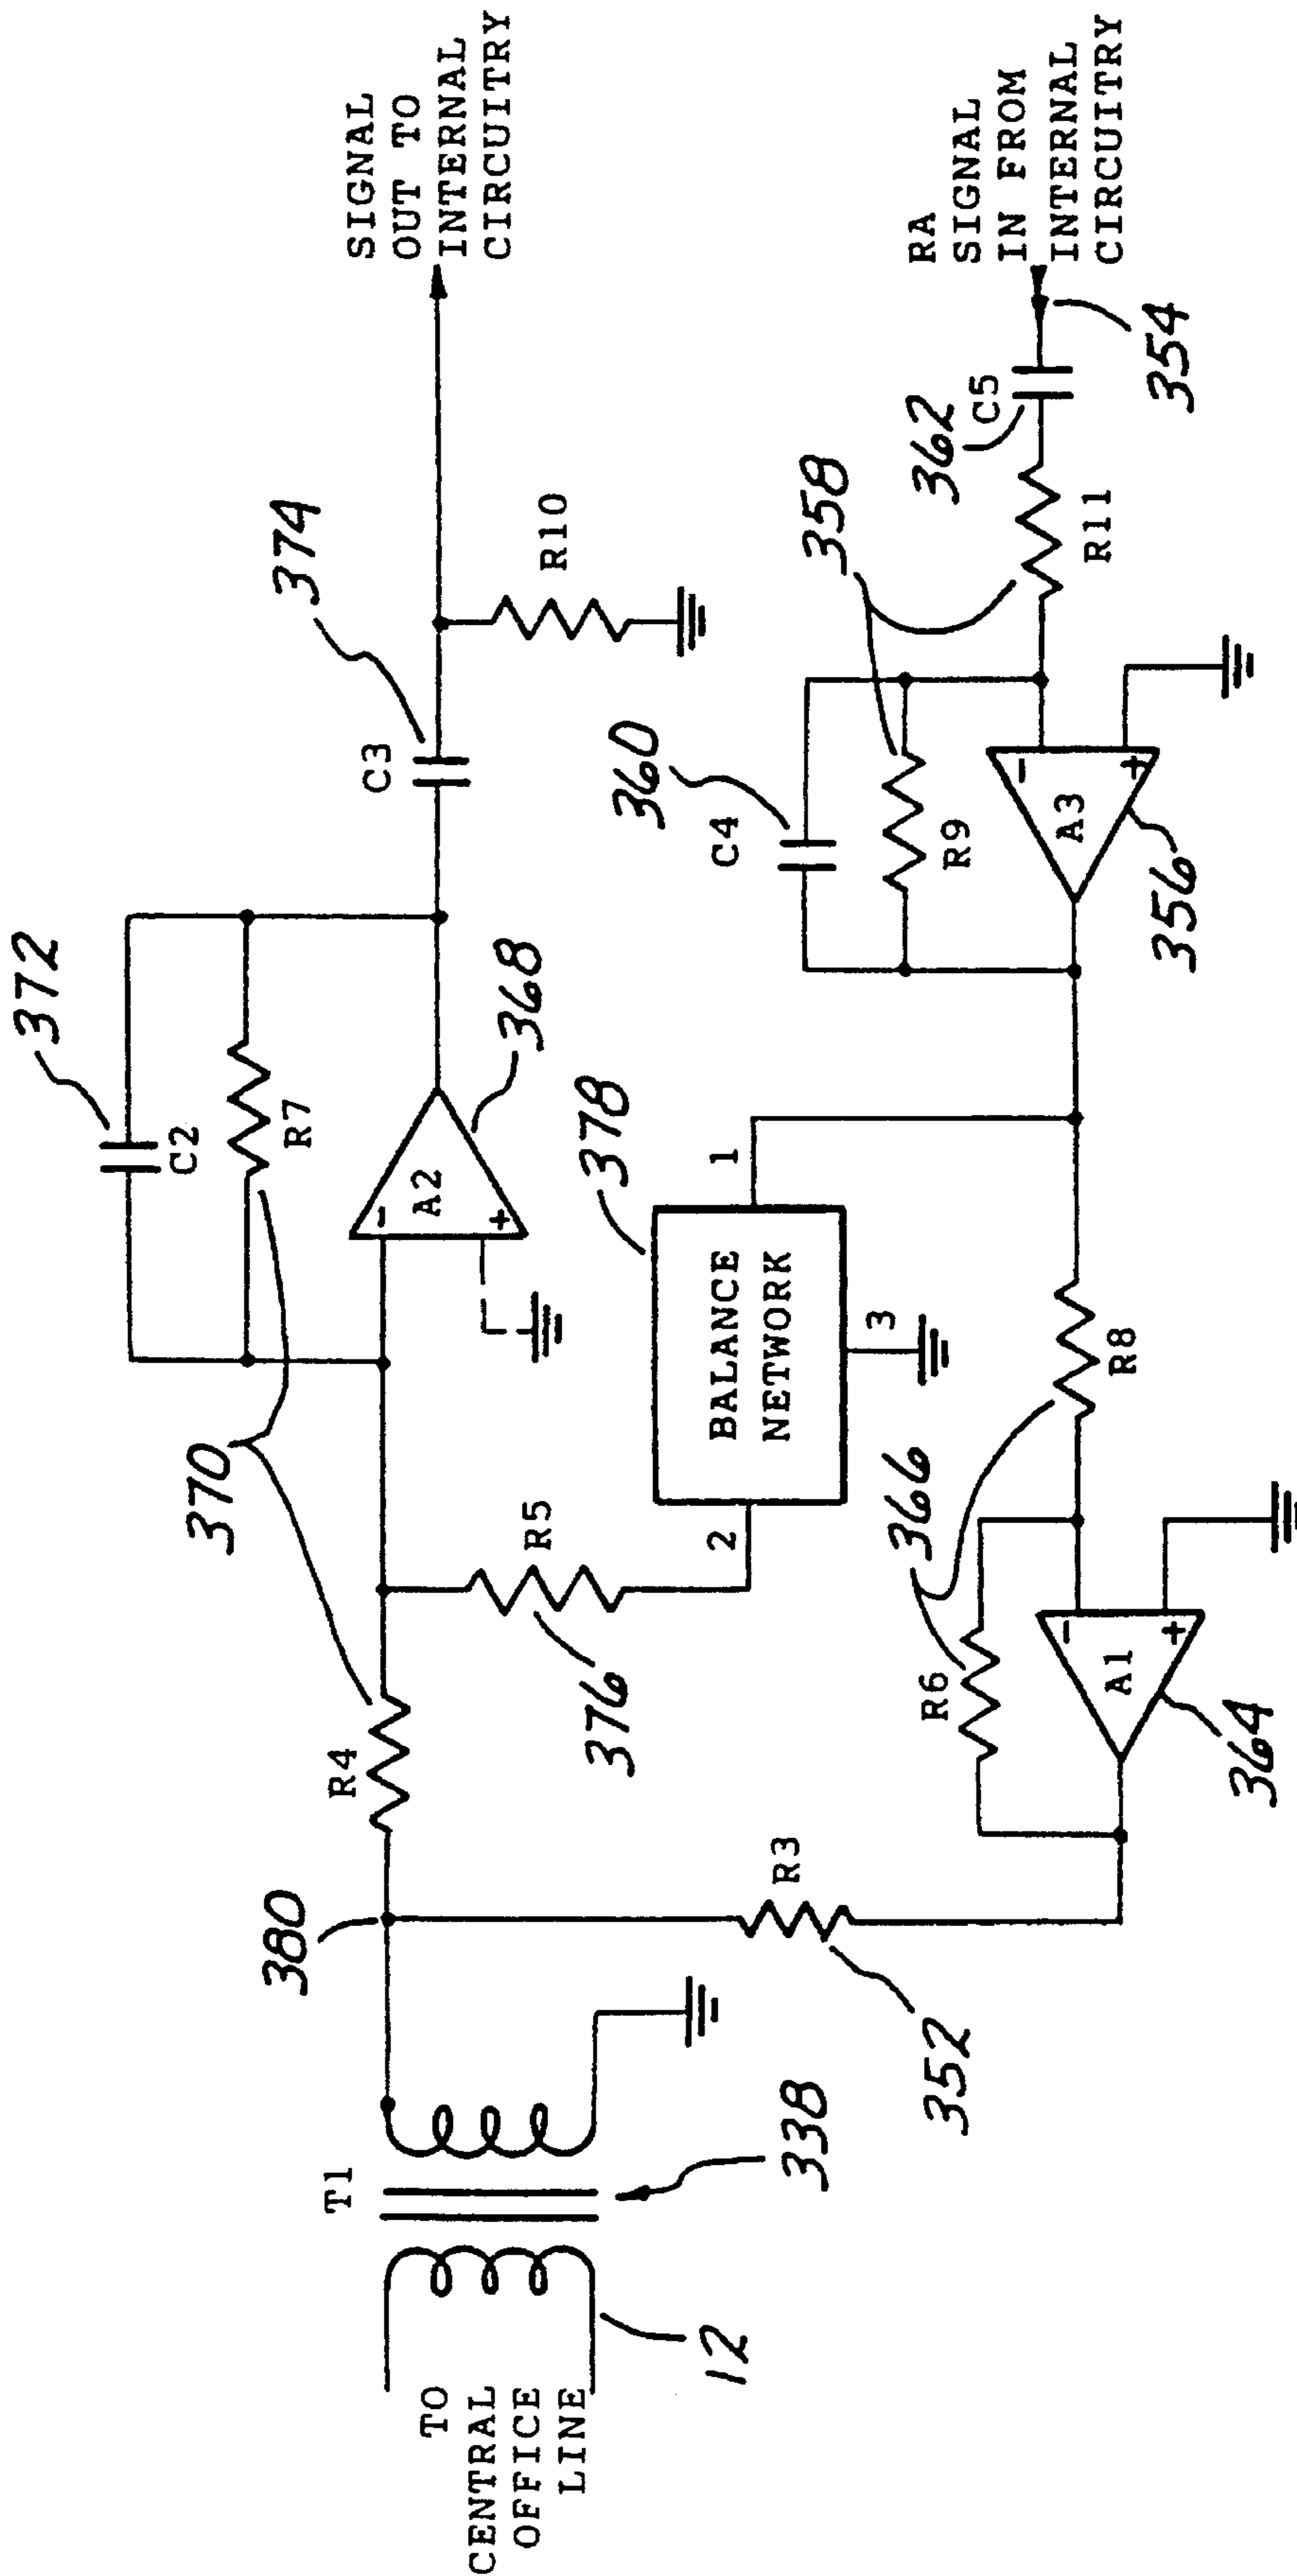 TO
CENTRAL
OFFICE
LINE
12
T1
338
380
R4
370
R3
352
R5
376
372
C2
R7
A2
-
+
368
C3
374
R10
SIGNAL
OUT TO
INTERNAL
CIRCUITRY
BALANCE
NETWORK
1
2
3
378
R6
366
A1
-
+
364
R8
360
C4
R9
358
A3
-
+
356
R11
362
C5
354
RA
SIGNAL
IN FROM
INTERNAL
CIRCUITRY